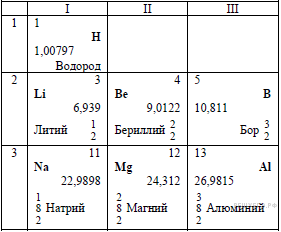 I II III
1 1
H
1,00797
Водород
2 3 4 5
Li Be B
6,939 9,0122 10,811
Литий 1 2 Бериллий 2 2 Бор 3 2
3 11 12 13
Na Mg Al
22,9898 24,312 26,9815
1 2 3
8 Натрий 8 Магний 8 Алюминий
2 2 2